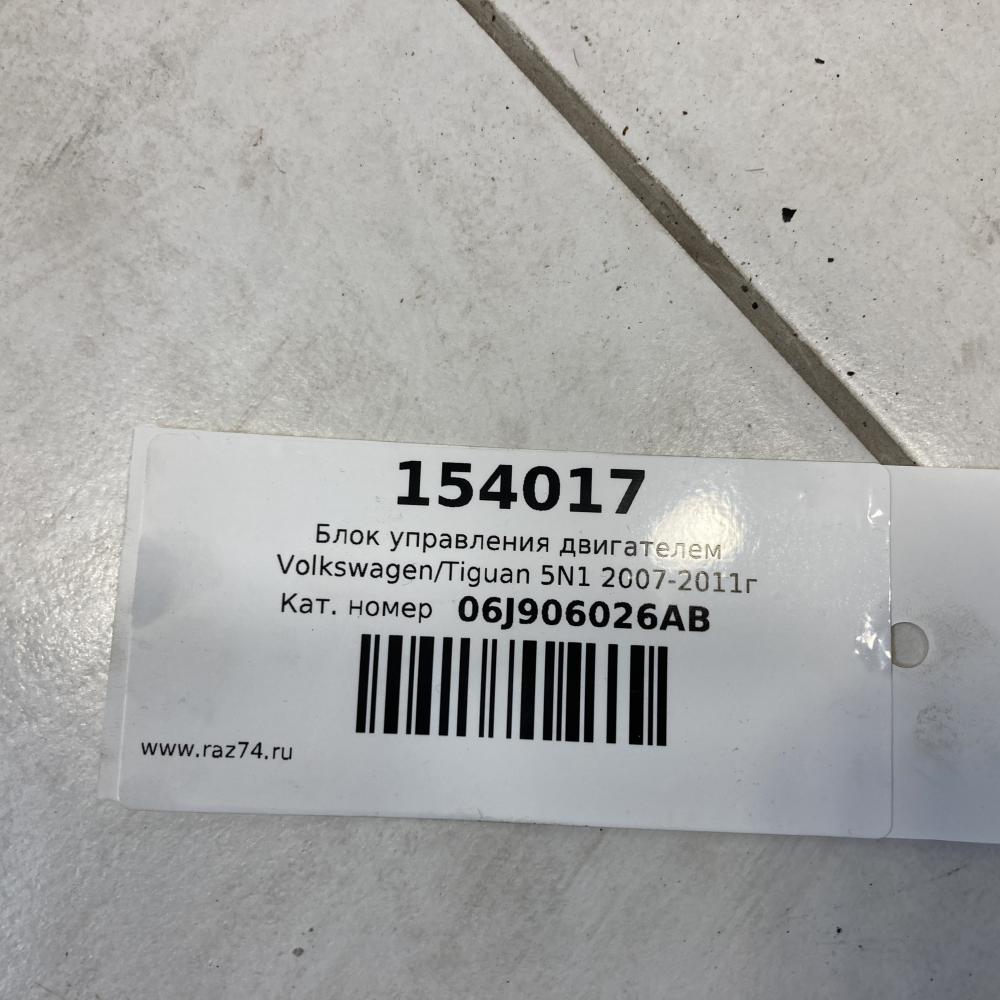 154017
Блок управления двигателем
Volkswagen/Tiguan 5N1 2007-2011г
Кат. номер 06J906026AB
www.raz74.ru